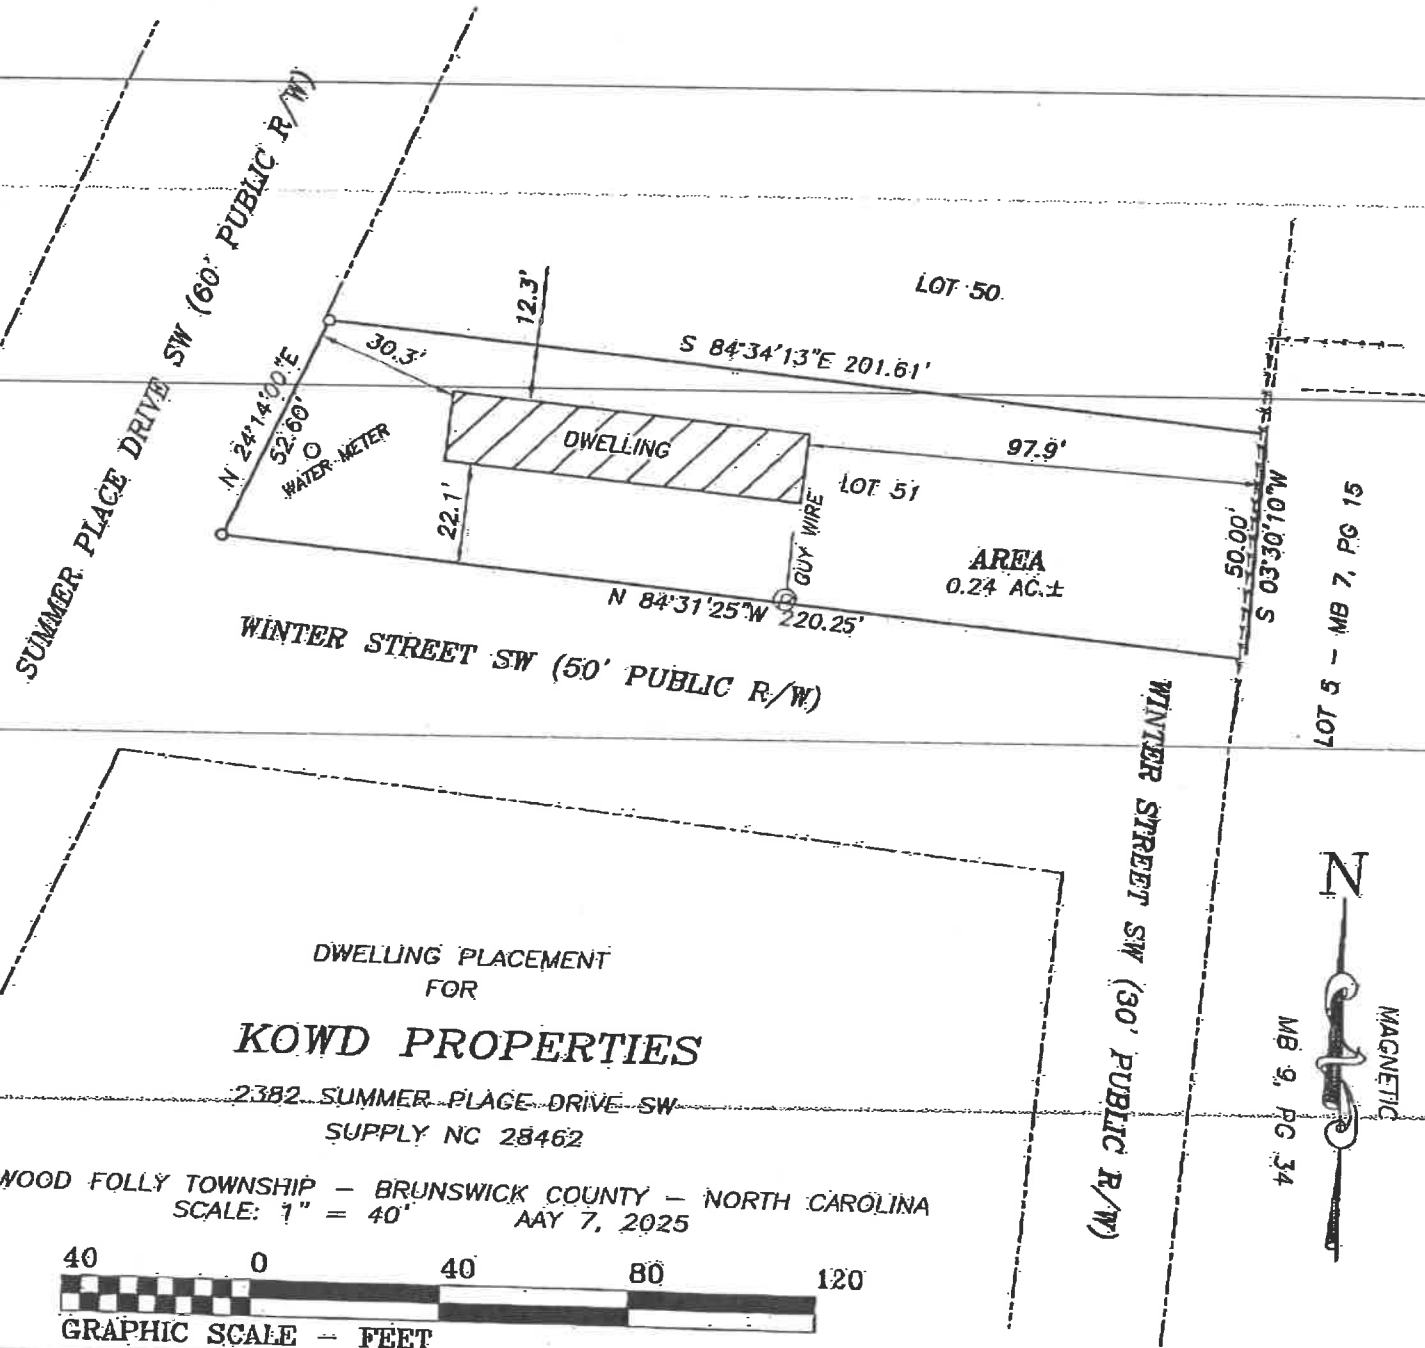 SUMMER PLACE DRIVE SW (60' PUBLIC R/W)
LOT 50
12.3'
30.3'
S 84°34'13"E 201.61'
N 24°14'00"E
52.60'
WATER METER
DWELLING
97.9'
LOT 51
22.1'
GUY WIRE
AREA
0.24 AC.±
50.00'
S 03°30'10"W
LOT 5 - MB 7, PG 15
N 84°31'25"W 220.25'
WINTER STREET SW (50' PUBLIC R/W)
WINTER STREET SW (30' PUBLIC R/W)
N
MAGNETIC
MB 9, PG 34
DWELLING PLACEMENT
FOR
KOWD PROPERTIES
2382 SUMMER PLACE DRIVE SW
SUPPLY NC 28462
WOOD FOLLY TOWNSHIP - BRUNSWICK COUNTY - NORTH CAROLINA
SCALE: 1" = 40' AAY 7, 2025
40 0 40 80 120
GRAPHIC SCALE - FEET